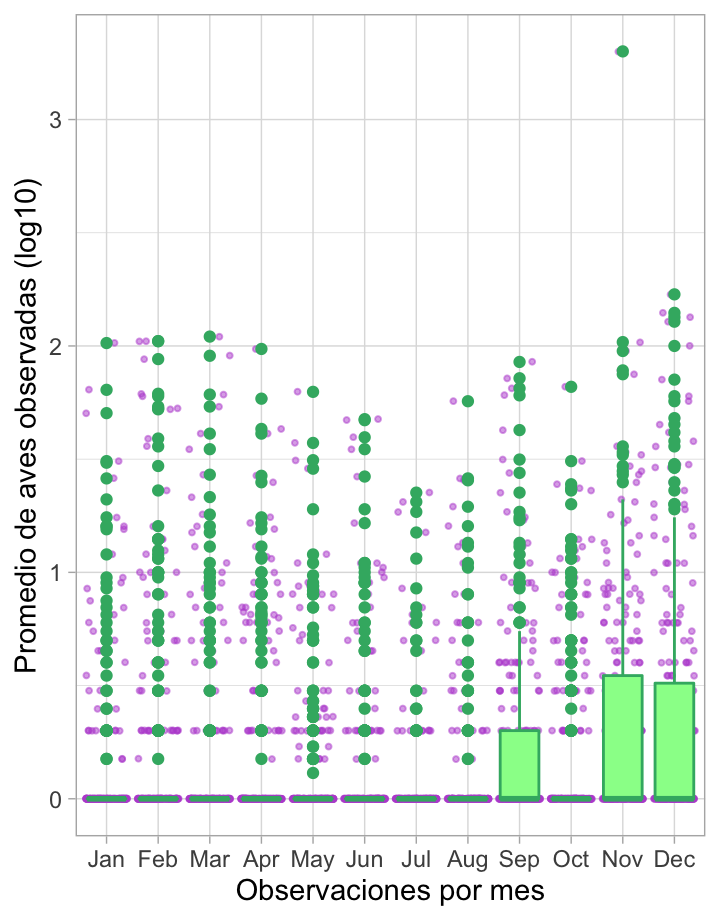 Promedio de aves observadas (log10)
3
2
1
0
Jan Feb Mar Apr May Jun Jul Aug Sep Oct Nov Dec
Observaciones por mes